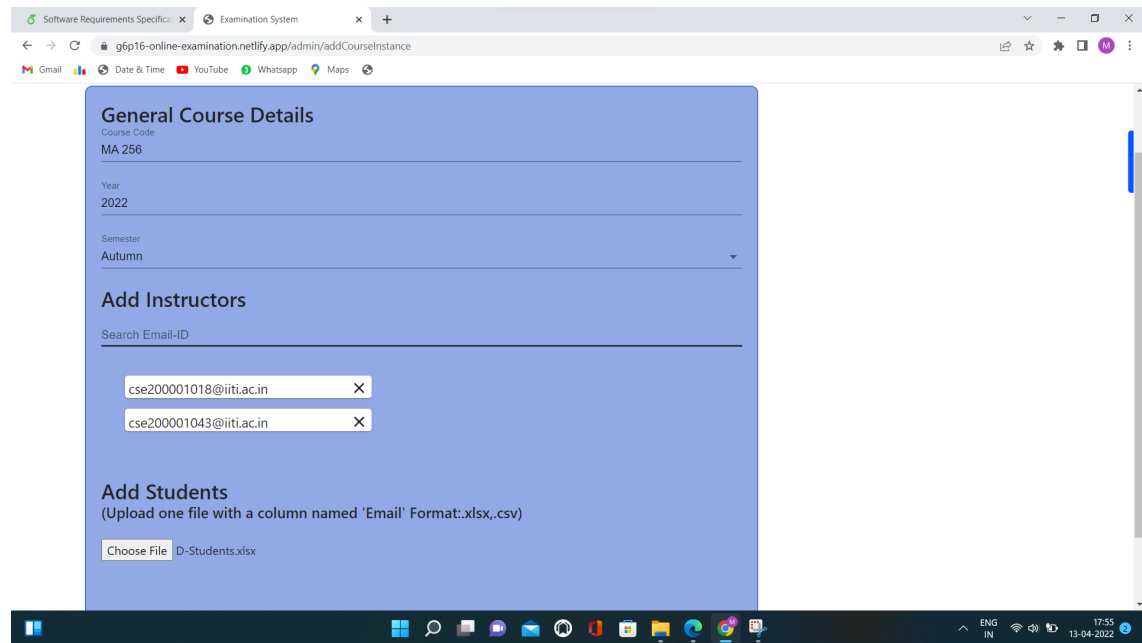 Software Requirements Specificat
Examination System
g6p16-online-examination.netlify.app/admin/addCourseInstance
M
Gmail
Date & Time
YouTube
Whatsapp
Maps
General Course Details
Course Code
MA 256
Year
2022
Semester
Autumn
Add Instructors
Search Email-ID
cse200001018@iiti.ac.in
cse200001043@iiti.ac.in
Add Students
(Upload one file with a column named 'Email' Format:.xlsx,.csv)
Choose File D-Students.xlsx
ENG
IN
17:55
13-04-2022
2